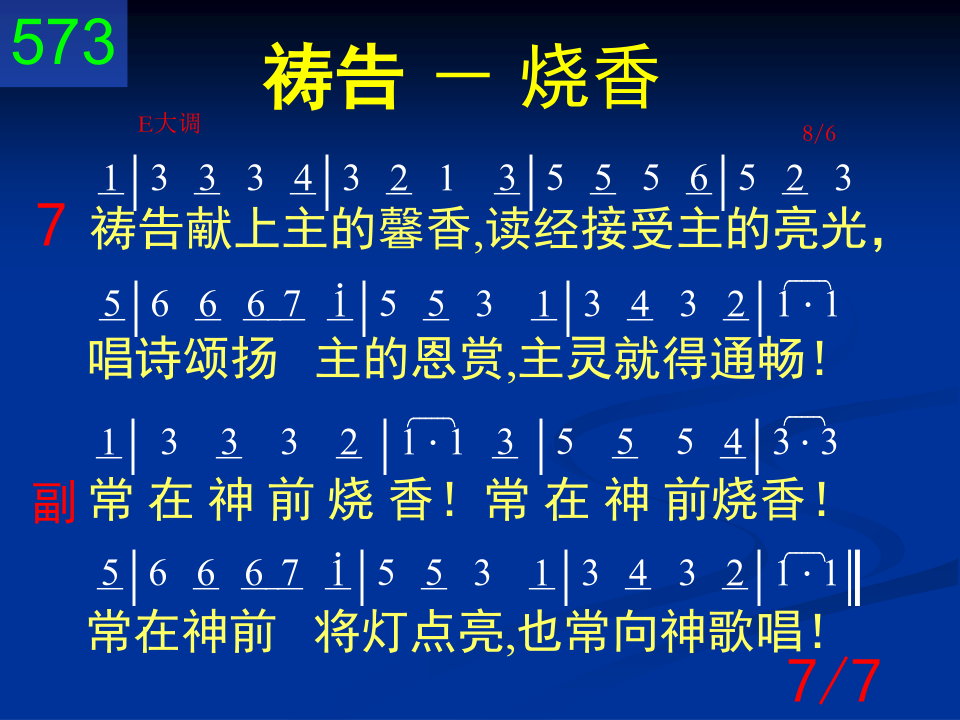 573
祷告 － 烧香
E大调 8/6
1|3 3 3 4|3 2 1 3|5 5 5 6|5 2 3
7 祷告献上主的馨香,读经接受主的亮光,
5|6 6 6 7 i|5 5 3 1|3 4 3 2|1 · 1
唱诗颂扬 主的恩赏,主灵就得通畅!
1|3 3 3 2|1 · 1 3|5 5 5 4|3 · 3
副 常 在 神 前 烧 香! 常 在 神 前烧香!
5|6 6 6 7 i|5 5 3 1|3 4 3 2|1 · 1‖
常在神前 将灯点亮,也常向神歌唱!
7/7